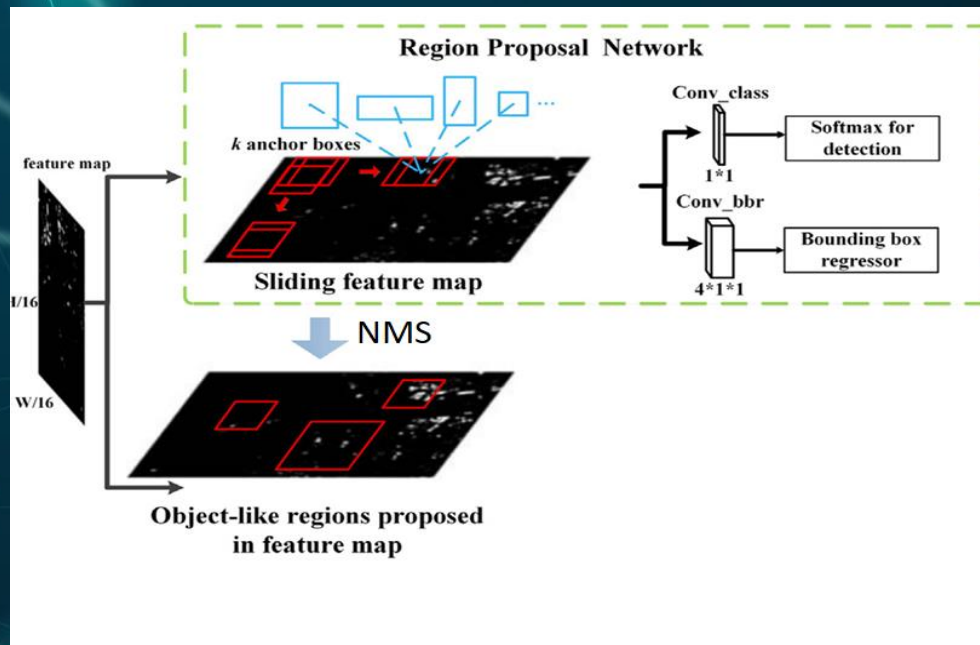 Region Proposal Network
k anchor boxes
...
Conv_class
1*1
Softmax for
detection
feature map
Conv_bbr
4*1*1
Bounding box
regressor
Sliding feature map
/16
W/16
NMS
Object-like regions proposed
in feature map